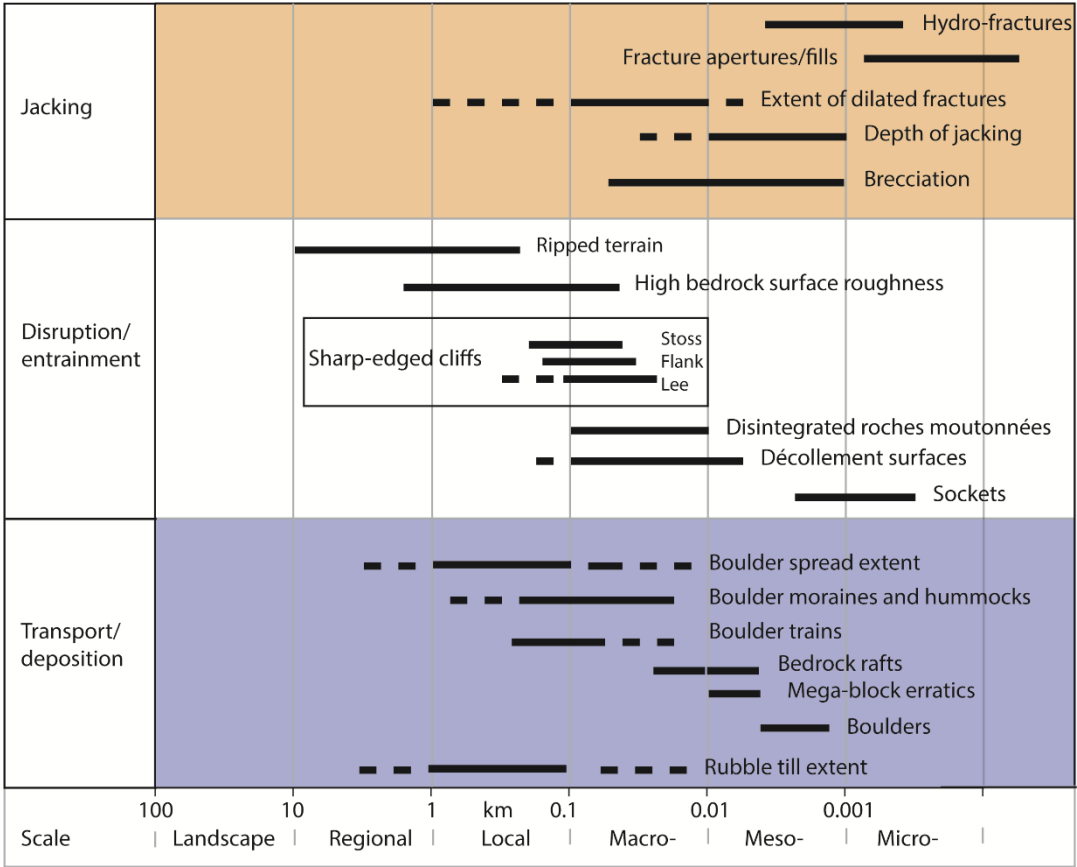 Jacking
Hydro-fractures
Fracture apertures/fills
Extent of dilated fractures
Depth of jacking
Brecciation
Disruption/
entrainment
Ripped terrain
High bedrock surface roughness
Sharp-edged cliffs
Stoss
Flank
Lee
Disintegrated roches moutonnées
Décollement surfaces
Sockets
Transport/
deposition
Boulder spread extent
Boulder moraines and hummocks
Boulder trains
Bedrock rafts
Mega-block erratics
Boulders
Rubble till extent
100 10 1 km 0.1 0.01 0.001
Scale | Landscape | Regional | Local | Macro- | Meso- | Micro- |